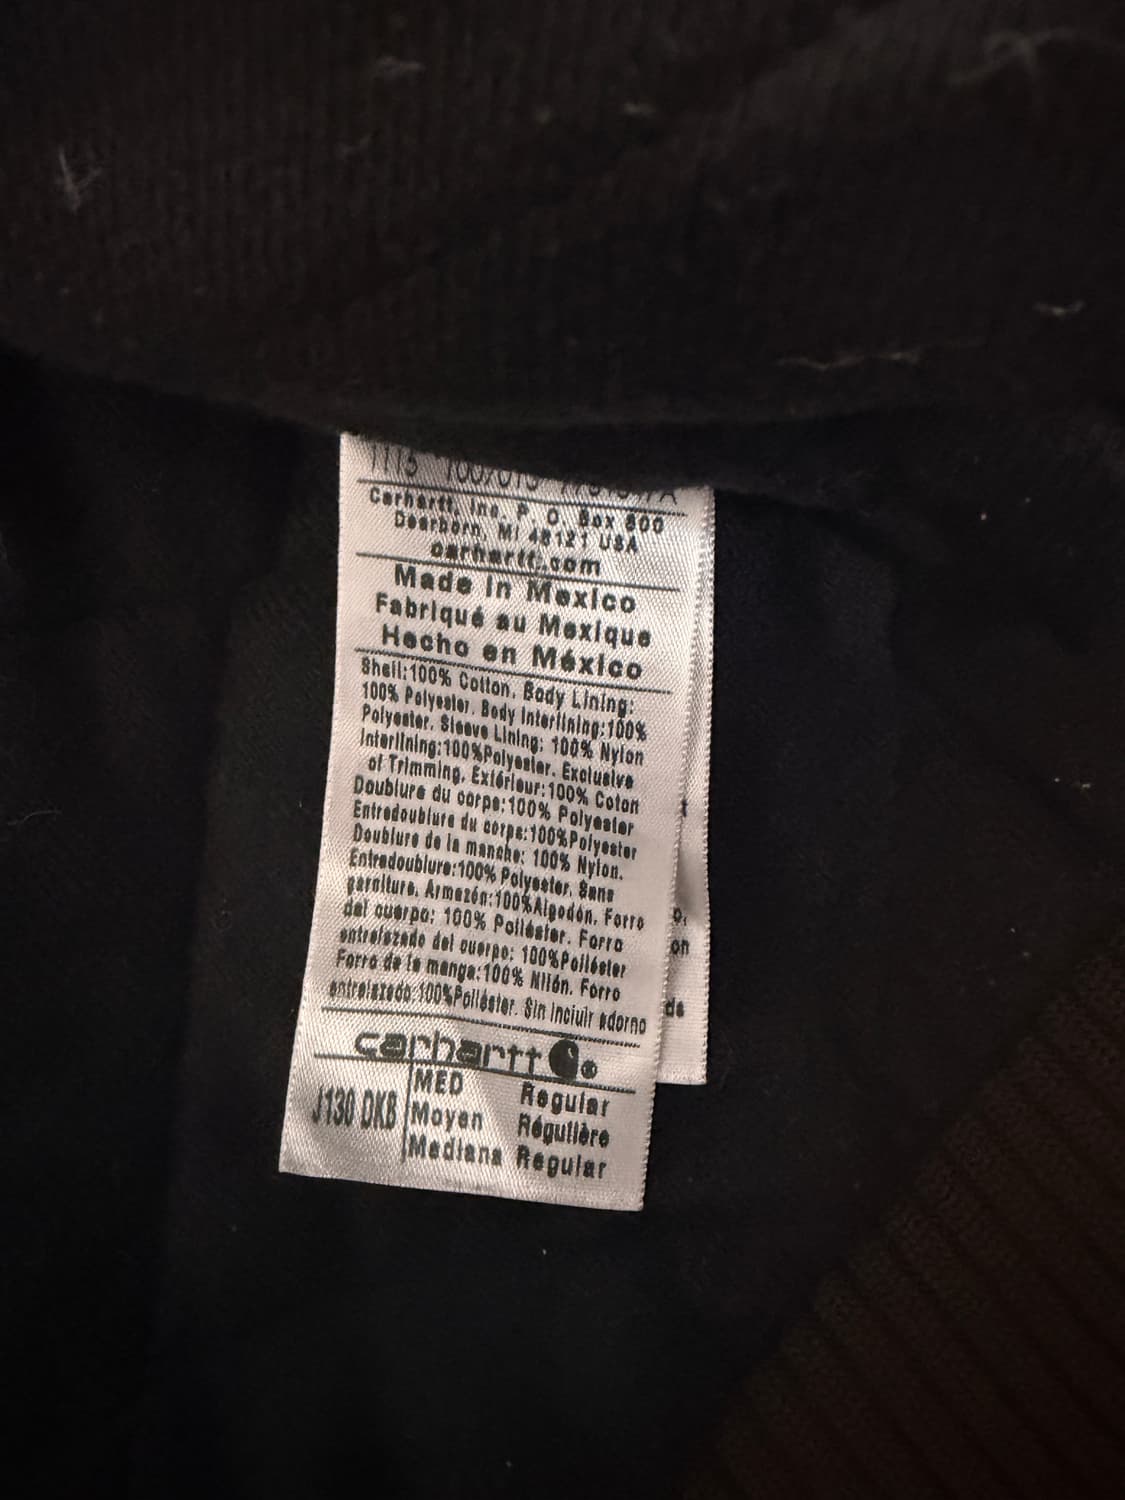 1115
Carhartt, Inc. P. O. Box 600
Dearborn, MI 48121 USA
carhartt.com
Made in Mexico
Fabriqué au Mexique
Hecho en México
Shell:100% Cotton. Body Lining:
100% Polyester. Body Interlining:100%
Polyester. Sleeve Lining: 100% Nylon
Interlining:100%Polyester. Exclusive
of Trimming. Extérieur:100% Coton
Doublure du corps:100% Polyester
Entredoublure du corps:100%Polyester
Doublure de la manche: 100% Nylon.
Entredoublure:100% Polyester. Sans
garniture. Armazón:100%Algodón. Forro
del cuerpo: 100% Poliéster. Forro
entrelazado del cuerpo: 100%Poliéster
Forro de la manga:100% Nilón. Forro
entrelazado:100%Poliéster. Sin incluir adorno
carhartt
J130 DKB
MED Regular
Moyen Régulière
Mediana Regular
on
de